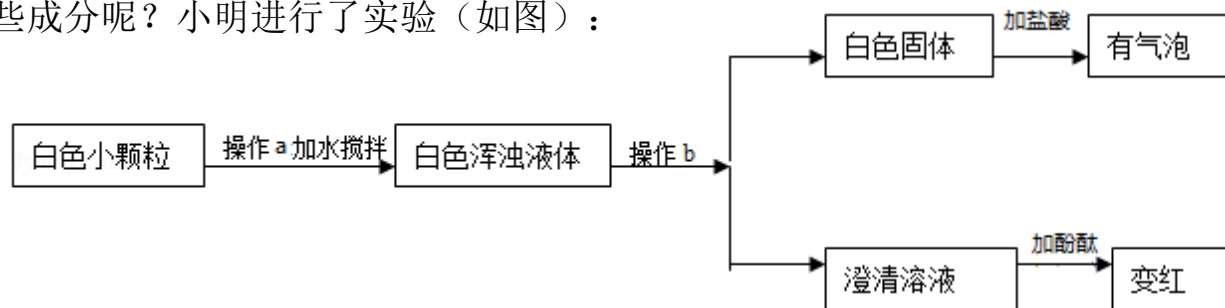 些成分呢？小明进行了实验（如图）：
加盐酸
白色固体
有气泡
白色小颗粒
操作a加水搅拌
白色浑浊液体
操作b
加酚酞
澄清溶液
变红